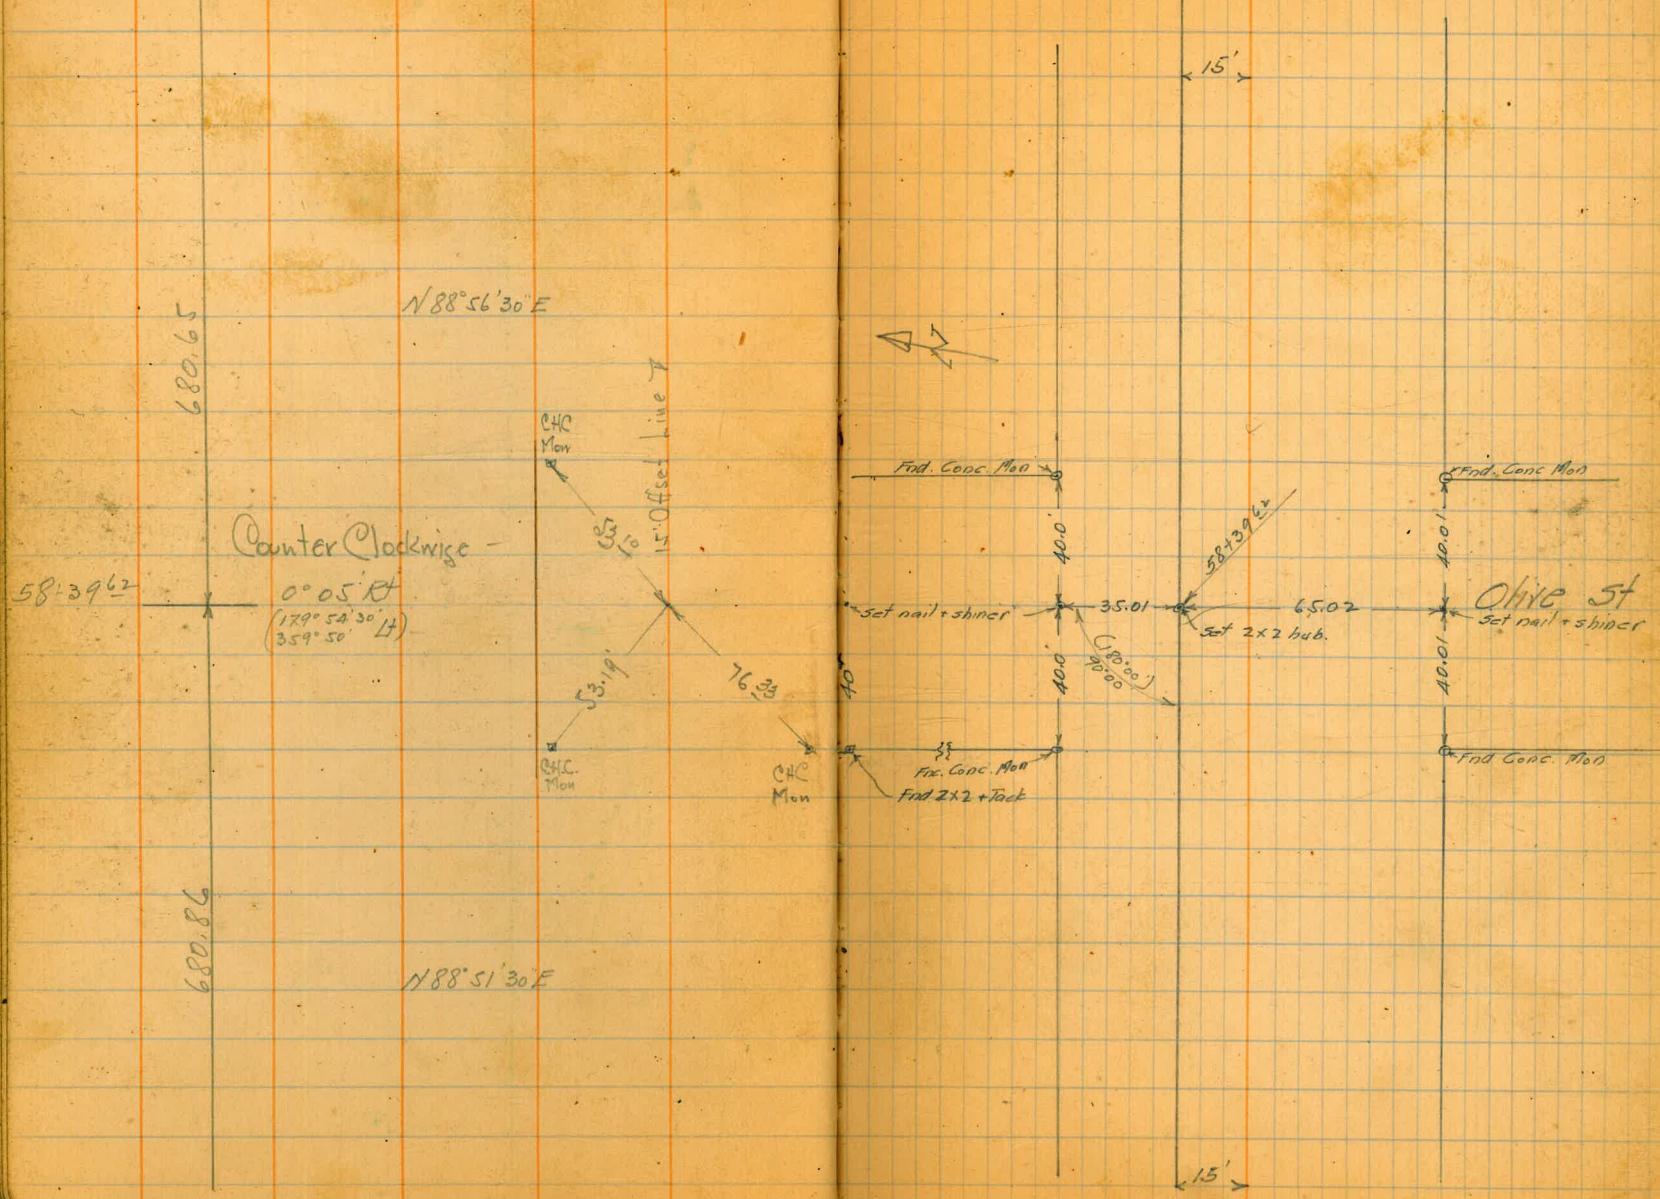 680.65
N88°56'30"E
15' Offset Line
CHC
Mon
53
Counter Clockwise -
58+39 62
0° 05' Rt
(179° 54' 30"
359° 50' Lt)
53.19'
76.33
CHC
Mon
CHC
Mon
680.86
N88°51'30"E
15'
N
Fnd. Conc. Mon
Fnd. Conc Mon
40.0'
58+39 62
40.01
Set nail + shiner
35.01
65.02
Olive St
Set nail + shiner
Set 2x2 hub.
40'
40.0'
(180°00')
90°00
40.01
Conc. Mon
Fnd 2x2 + Tack
Fnd Conc. Mon
15'